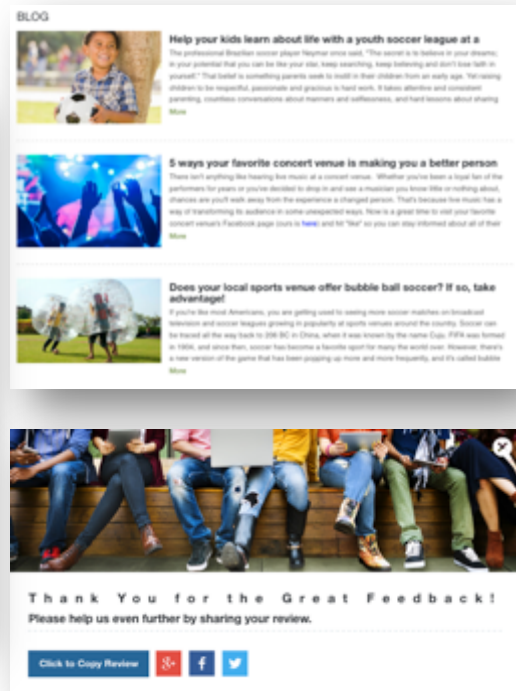 BLOG
Help your kids learn about life with a youth soccer league at a
The professional Brazilian soccer player Neymar once said, "The secret is to believe in your dreams;
in your potential that you can be like your star, keep searching, keep believing and don't lose faith in
yourself." That belief is something parents seek to instill in their children from an early age. Yet raising
children to be respectful, passionate and gracious is hard work. It takes attentive and consistent
parenting, countless conversations about manners and selflessness, and hard lessons about sharing
More
5 ways your favorite concert venue is making you a better person
There isn't anything like hearing live music at a concert venue. Whether you've been a loyal fan of the
performers for years or you've decided to drop in and see a musician you know little or nothing about,
chances are you'll walk away from the experience a changed person. That's because live music has a
way of transforming its audience in some unexpected ways. Now is a great time to visit your favorite
concert venue's Facebook page (ours is here) and hit "like" so you can stay informed about all of their
More
Does your local sports venue offer bubble ball soccer? If so, take
advantage!
If you're like most Americans, you are getting used to seeing more soccer matches on broadcast
television and soccer leagues growing in popularity at sports venues around the country. Soccer can
be traced all the way back to 206 BC in China, when it was known by the name Cuju. FIFA was formed
in 1904, and since then, soccer has become a favorite sport for many the world over. However, there's
a new version of the game that has been popping up more and more frequently, and it's called bubble
More
Thank You for the Great Feedback!
Please help us even further by sharing your review.
Click to Copy Review